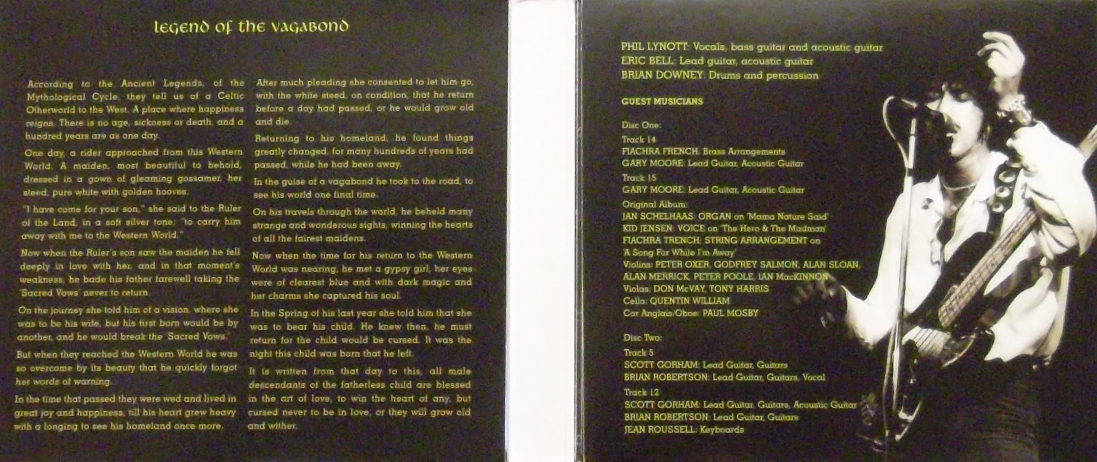 legend of the vagabond
According to the Ancient Legends, of the
Mythological Cycle, they tell us of a Celtic
Otherworld to the West. A place where happiness
reigns. There is no age, sickness or death, and a
hundred years are as one day.
One day, a rider approached from this Western
World. A maiden, most beautiful to behold,
dressed in a gown of gleaming gossamer, her
steed, pure white with golden hooves.
"I have come for your son," she said to the Ruler
of the Land, in a soft silver tone; "to carry him
away with me to the Western World."
Now when the Ruler's son saw the maiden he fell
deeply in love with her, and in that moment's
weakness, he bade his father farewell taking the
'Sacred Vows' never to return.
On the journey she told him of a vision, where she
was to be his wife, but his first born would be by
another, and he would break the 'Sacred Vows.'
But when they reached the Western World he was
so overcome by its beauty that he quickly forgot
her words of warning.
In the time that passed they were wed and lived in
great joy and happiness, till his heart grew heavy
with a longing to see his homeland once more.
After much pleading she consented to let him go,
with the white steed, on condition, that he return
before a day had passed, or he would grow old
and die.
Returning to his homeland, he found things
greatly changed, for many hundreds of years had
passed, while he had been away.
In the guise of a vagabond he took to the road, to
see his world one final time.
On his travels through the world, he beheld many
strange and wonderous sights, winning the hearts
of all the fairest maidens.
Now when the time for his return to the Western
World was nearing, he met a gypsy girl, her eyes
were of clearest blue and with dark magic and
her charms she captured his soul.
In the Spring of his last year she told him that she
was to bear his child. He knew then, he must
return for the child would be cursed. It was the
night this child was born that he left.
It is written from that day to this, all male
descendants of the fatherless child are blessed
in the art of love, to win the heart of any, but
cursed never to be in love, or they will grow old
and wither.
PHIL LYNOTT: Vocals, bass guitar and acoustic guitar
ERIC BELL: Lead guitar, acoustic guitar
BRIAN DOWNEY: Drums and percussion
GUEST MUSICIANS
Disc One:
Track 14
FIACHRA FRENCH: Brass Arrangements
GARY MOORE: Lead Guitar, Acoustic Guitar
Track 15
GARY MOORE: Lead Guitar, Acoustic Guitar
Original Album:
JAN SCHELHAAS: ORGAN on 'Mama Nature Said'
KID JENSEN: VOICE on 'The Hero & The Madman'
FIACHRA TRENCH: STRING ARRANGEMENT on
'A Song For While I'm Away'
Violins: PETER OXER, GODFREY SALMON, ALAN SLOAN,
ALAN MERRICK, PETER POOLE, IAN MacKINNON
Violas: DON McVAY, TONY HARRIS
Cello: QUENTIN WILLIAM
Cor Anglais/Oboe: PAUL MOSBY
Disc Two:
Track 5
SCOTT GORHAM: Lead Guitar, Guitars
BRIAN ROBERTSON: Lead Guitar, Guitars, Vocal
Track 12
SCOTT GORHAM: Lead Guitar, Guitars, Acoustic Guitar
BRIAN ROBERTSON: Lead Guitar, Guitars
JEAN ROUSSELL: Keyboards